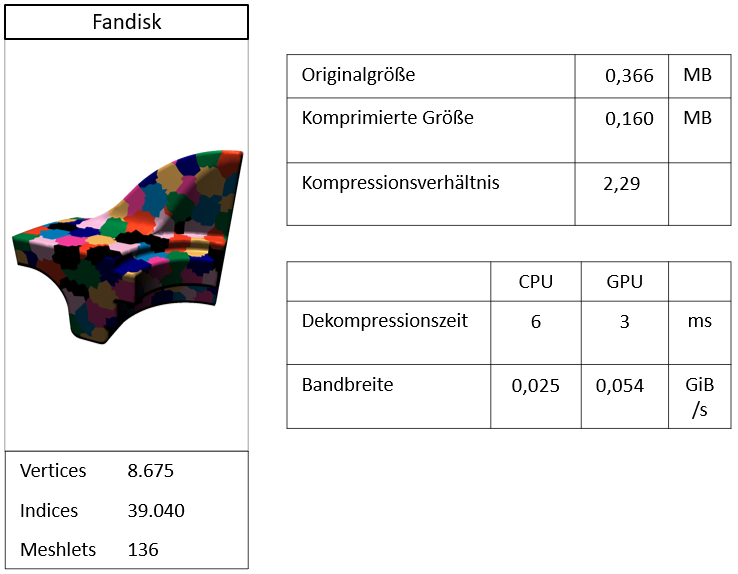 Fandisk
Vertices 8.675
Indices 39.040
Meshlets 136
Originalgröße 0,366 MB
Komprimierte Größe 0,160 MB
Kompressionsverhältnis 2,29
CPU GPU
Dekompressionszeit 6 3 ms
Bandbreite 0,025 0,054 GiB
/s